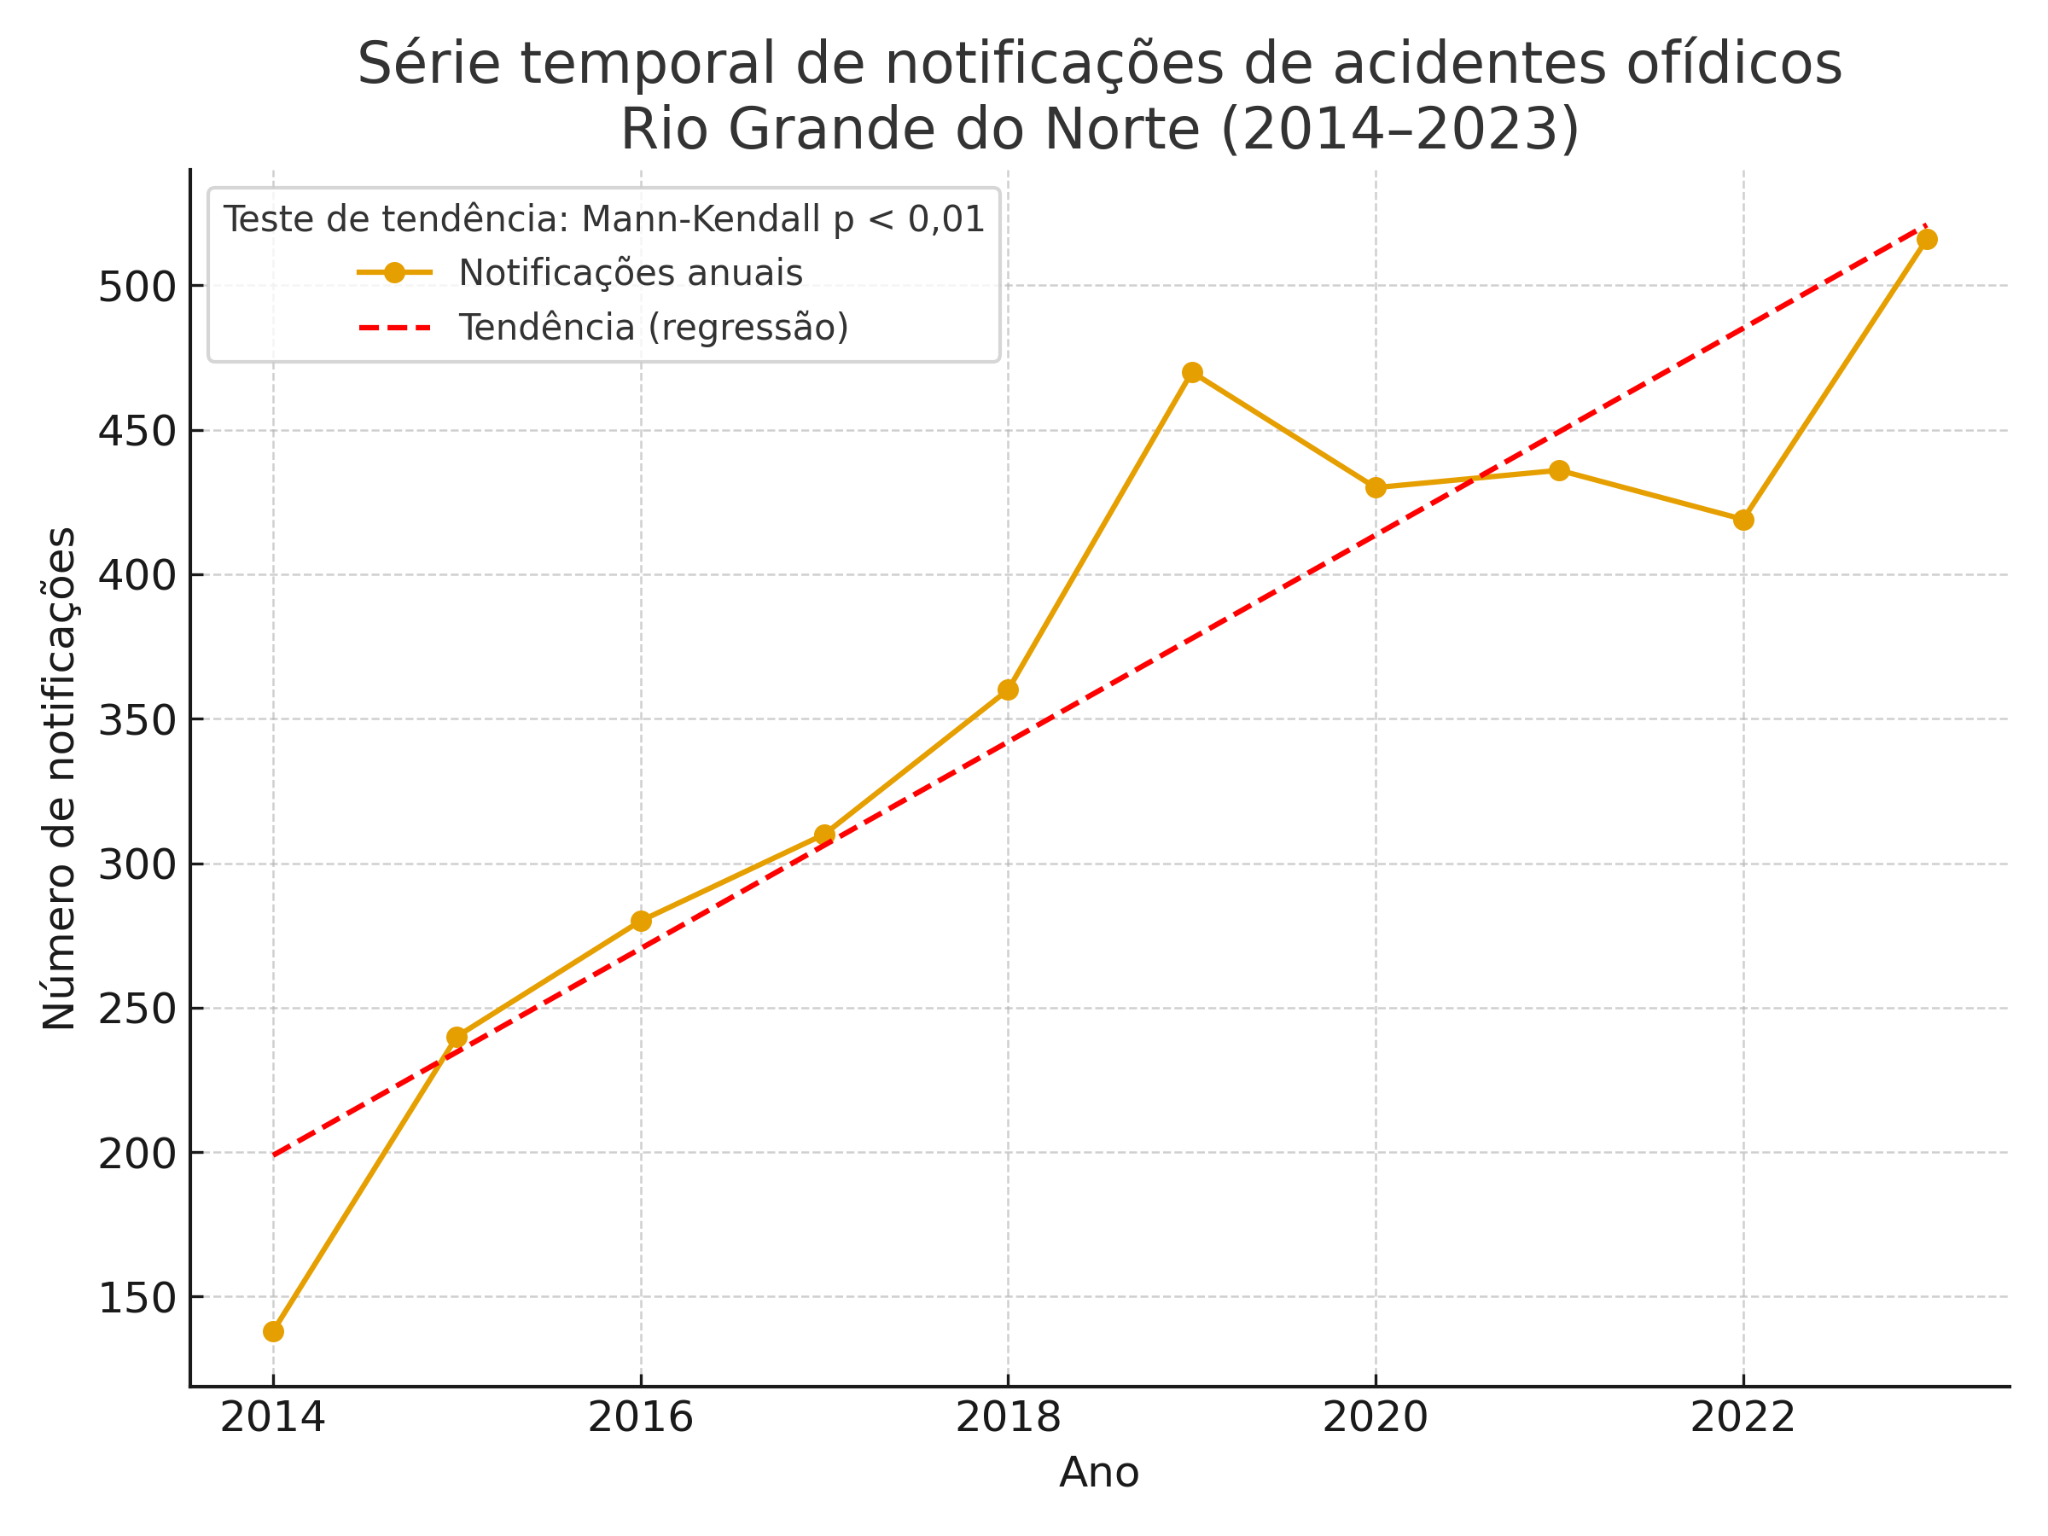 Série temporal de notificações de acidentes ofídicos
Rio Grande do Norte (2014–2023)
Teste de tendência: Mann-Kendall p < 0,01
Notificações anuais
Tendência (regressão)
Número de notificações
500
450
400
350
300
250
200
150
2014 2016 2018 2020 2022
Ano